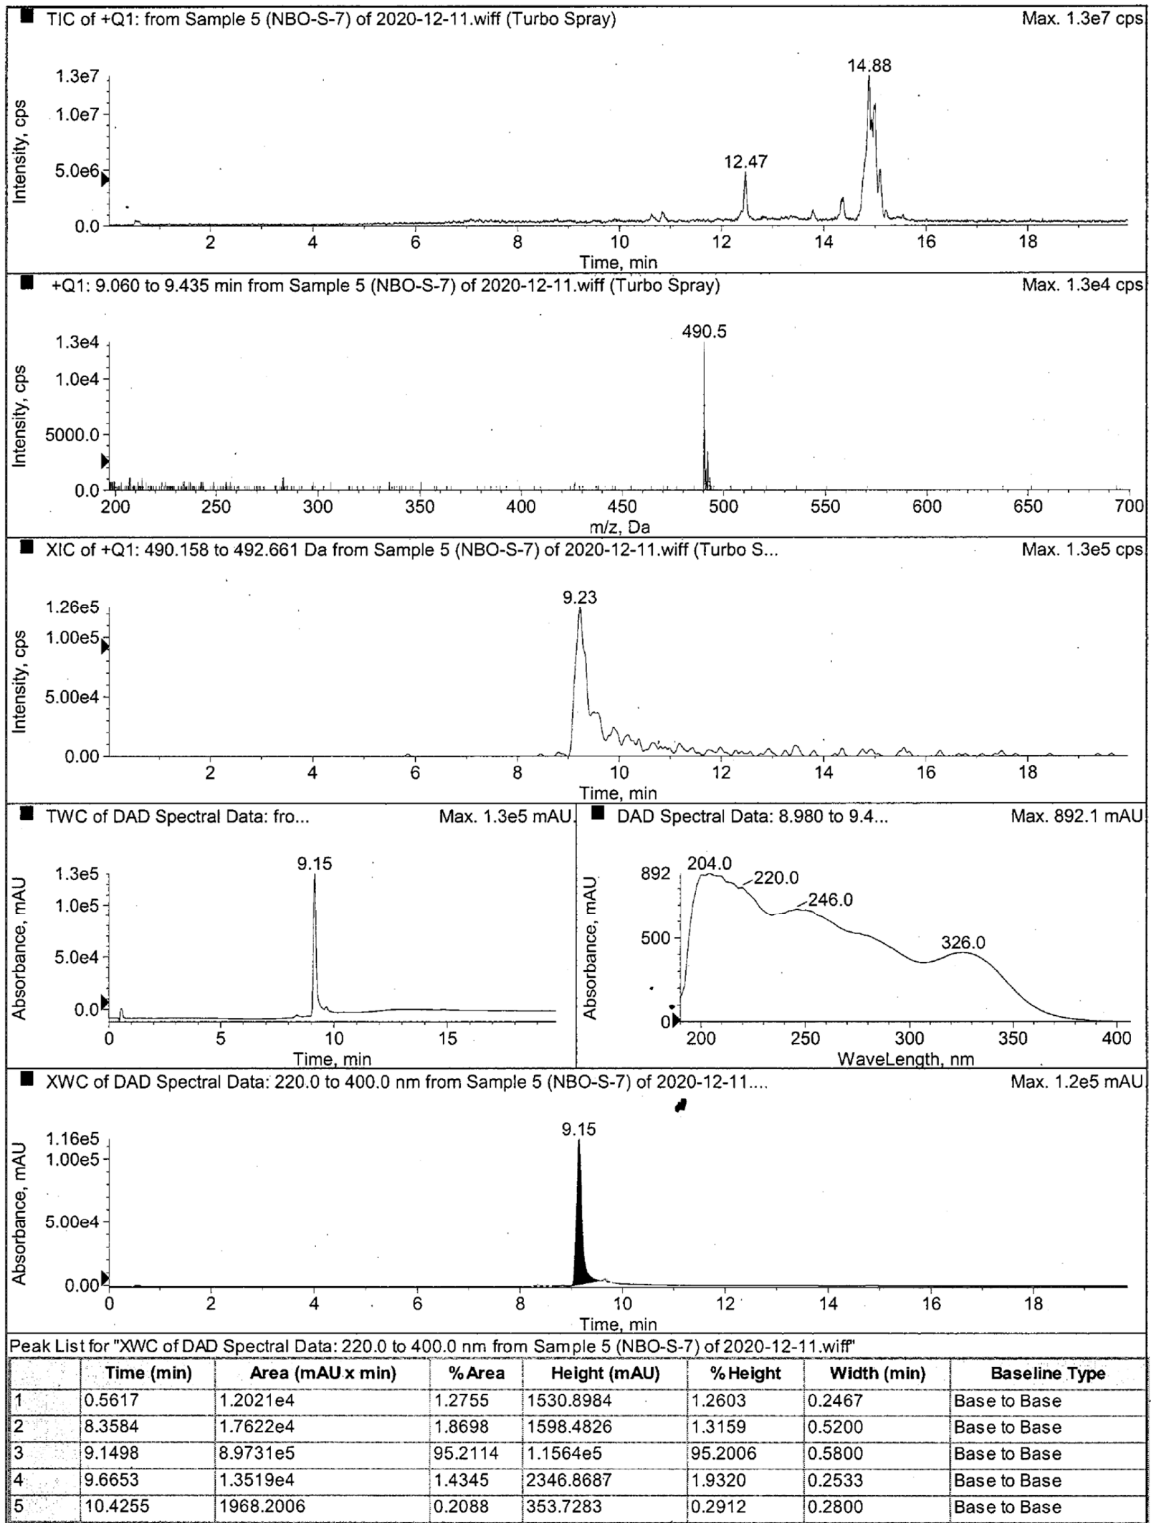 TIC of +Q1: from Sample 5 (NBO-S-7) of 2020-12-11.wiff (Turbo Spray) Max. 1.3e7 cps
14.88
1.3e7
1.0e7
12.47
5.0e6
0.0
Intensity, cps
2 4 6 8 10 12 14 16 18
Time, min
+Q1: 9.060 to 9.435 min from Sample 5 (NBO-S-7) of 2020-12-11.wiff (Turbo Spray) Max. 1.3e4 cps
490.5
1.3e4
1.0e4
5000.0
0.0
Intensity, cps
200 250 300 350 400 450 500 550 600 650 700
m/z, Da
XIC of +Q1: 490.158 to 492.661 Da from Sample 5 (NBO-S-7) of 2020-12-11.wiff (Turbo S... Max. 1.3e5 cps
9.23
1.26e5
1.00e5
5.00e4
0.00
Intensity, cps
2 4 6 8 10 12 14 16 18
Time, min
TWC of DAD Spectral Data: fro... Max. 1.3e5 mAU
9.15
1.3e5
1.0e5
5.0e4
0.0
Absorbance, mAU
0 5 10 15
Time, min
DAD Spectral Data: 8.980 to 9.4... Max. 892.1 mAU
892 204.0
220.0
246.0
500 326.0
0
Absorbance, mAU
200 250 300 350 400
WaveLength, nm
XWC of DAD Spectral Data: 220.0 to 400.0 nm from Sample 5 (NBO-S-7) of 2020-12-11.... Max. 1.2e5 mAU
9.15
1.16e5
1.00e5
5.00e4
0.00
Absorbance, mAU
0 2 4 6 8 10 12 14 16 18
Time, min
Peak List for "XWC of DAD Spectral Data: 220.0 to 400.0 nm from Sample 5 (NBO-S-7) of 2020-12-11.wiff"
Time (min) Area (mAU x min) %Area Height (mAU) %Height Width (min) Baseline Type
1 0.5617 1.2021e4 1.2755 1530.8984 1.2603 0.2467 Base to Base
2 8.3584 1.7622e4 1.8698 1598.4826 1.3159 0.5200 Base to Base
3 9.1498 8.9731e5 95.2114 1.1564e5 95.2006 0.5800 Base to Base
4 9.6653 1.3519e4 1.4345 2346.8687 1.9320 0.2533 Base to Base
5 10.4255 1968.2006 0.2088 353.7283 0.2912 0.2800 Base to Base